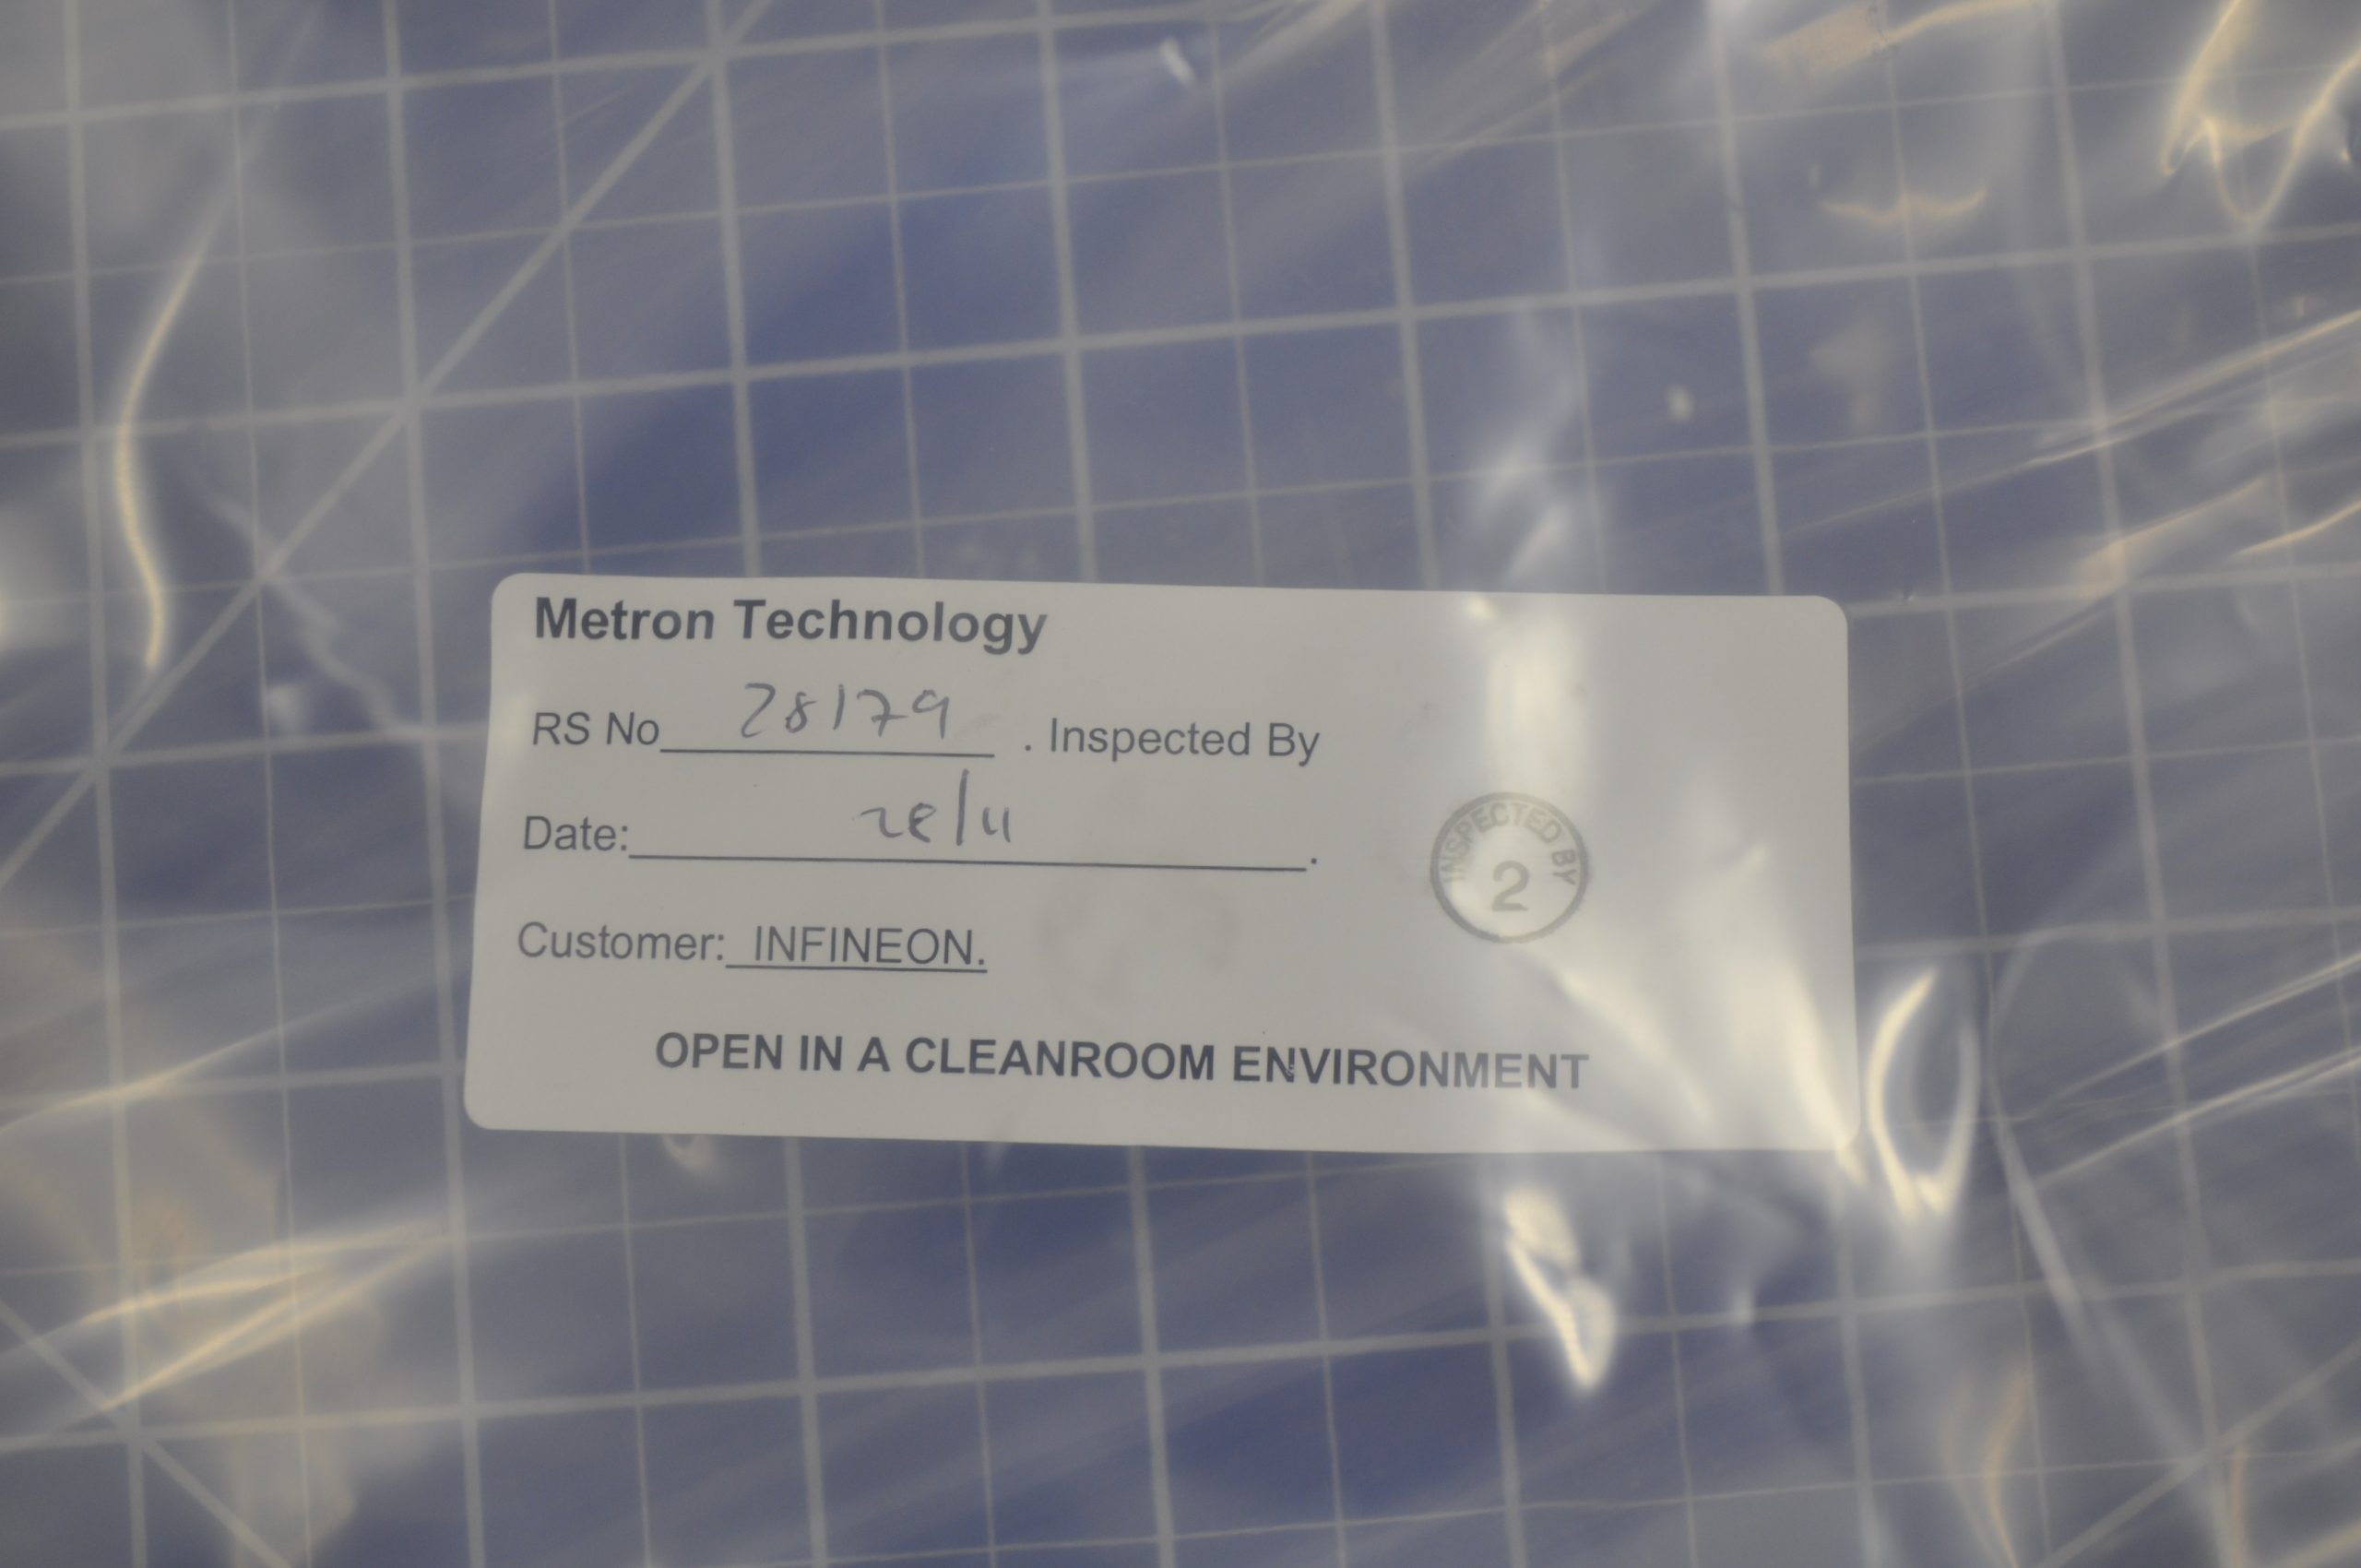 Metron Technology
RS No 28179 . Inspected By
Date: 28/11 .
INSPECTED BY
2
Customer: INFINEON.
OPEN IN A CLEANROOM ENVIRONMENT